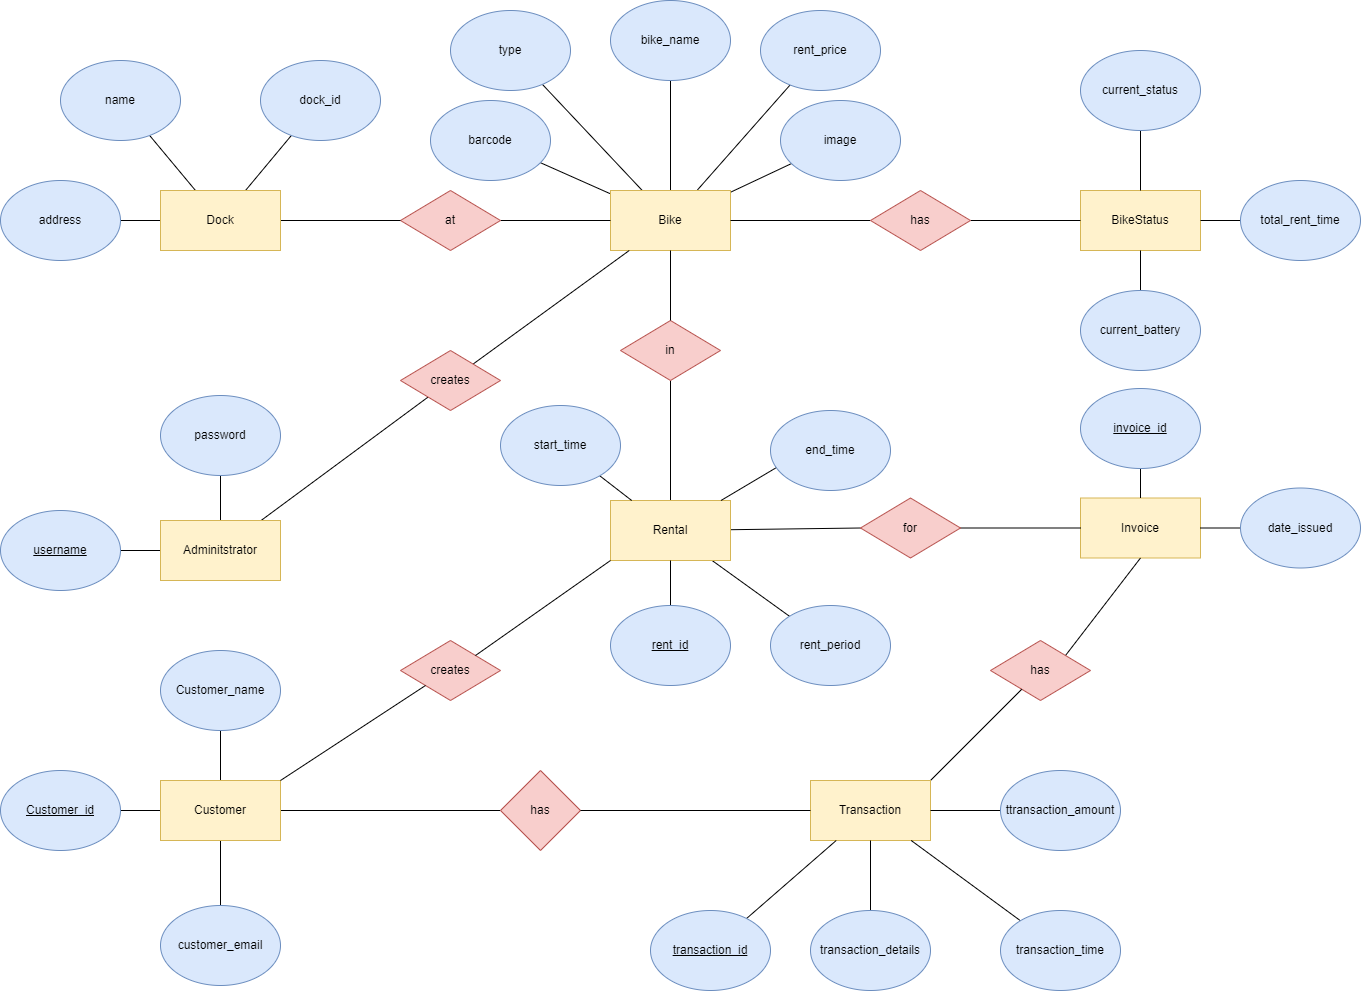 bike_name
type
rent_price
current_status
name
dock_id
barcode
image
address
Dock
at
Bike
has
BikeStatus
total_rent_time
current_battery
in
creates
invoice_id
password
start_time
end_time
username
Adminitstrator
Rental
for
Invoice
date_issued
rent_id
rent_period
creates
has
Customer_name
Customer_id
Customer
has
Transaction
ttransaction_amount
customer_email
transaction_id
transaction_details
transaction_time